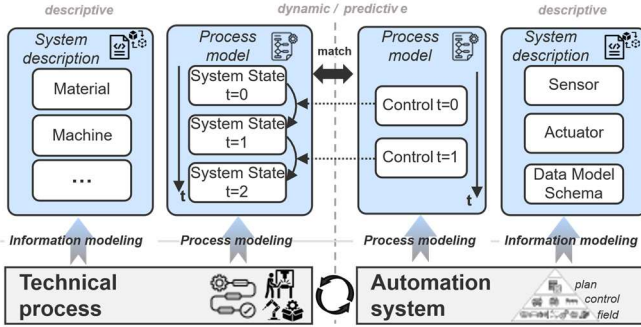 descriptive
dynamic / predictive
descriptive
System
description
Material
Machine
...
Process
model
System State
t=0
System State
t=1
System State
t=2
t
match
Process
model
Control t=0
Control t=1
t
System
description
Sensor
Actuator
Data Model
Schema
Information modeling
Process modeling
Process modeling
Information modeling
Technical
process
Automation
system
plan
control
field